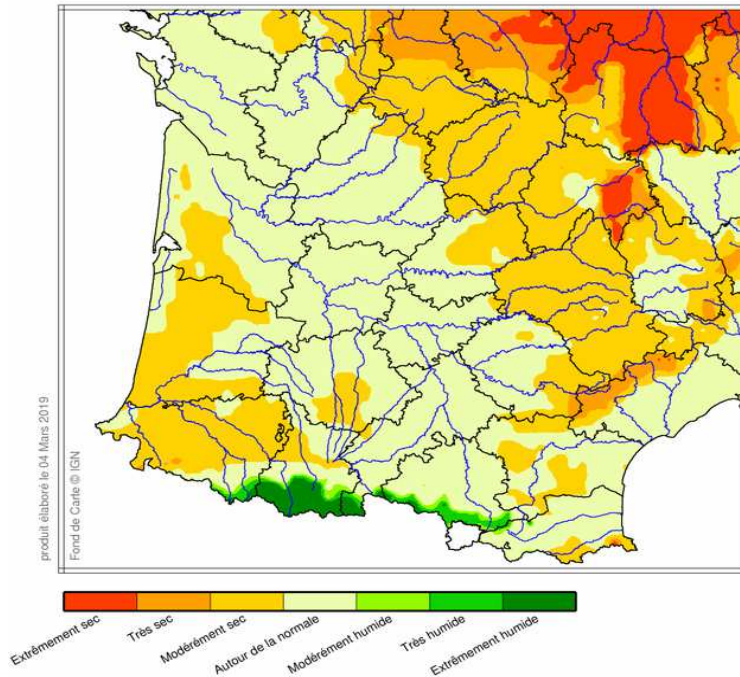 produit élaboré le 04 Mars 2019
Fond de Carte © IGN
Extrêmement sec
Très sec
Modérément sec
Autour de la normale
Modérément humide
Très humide
Extrêmement humide